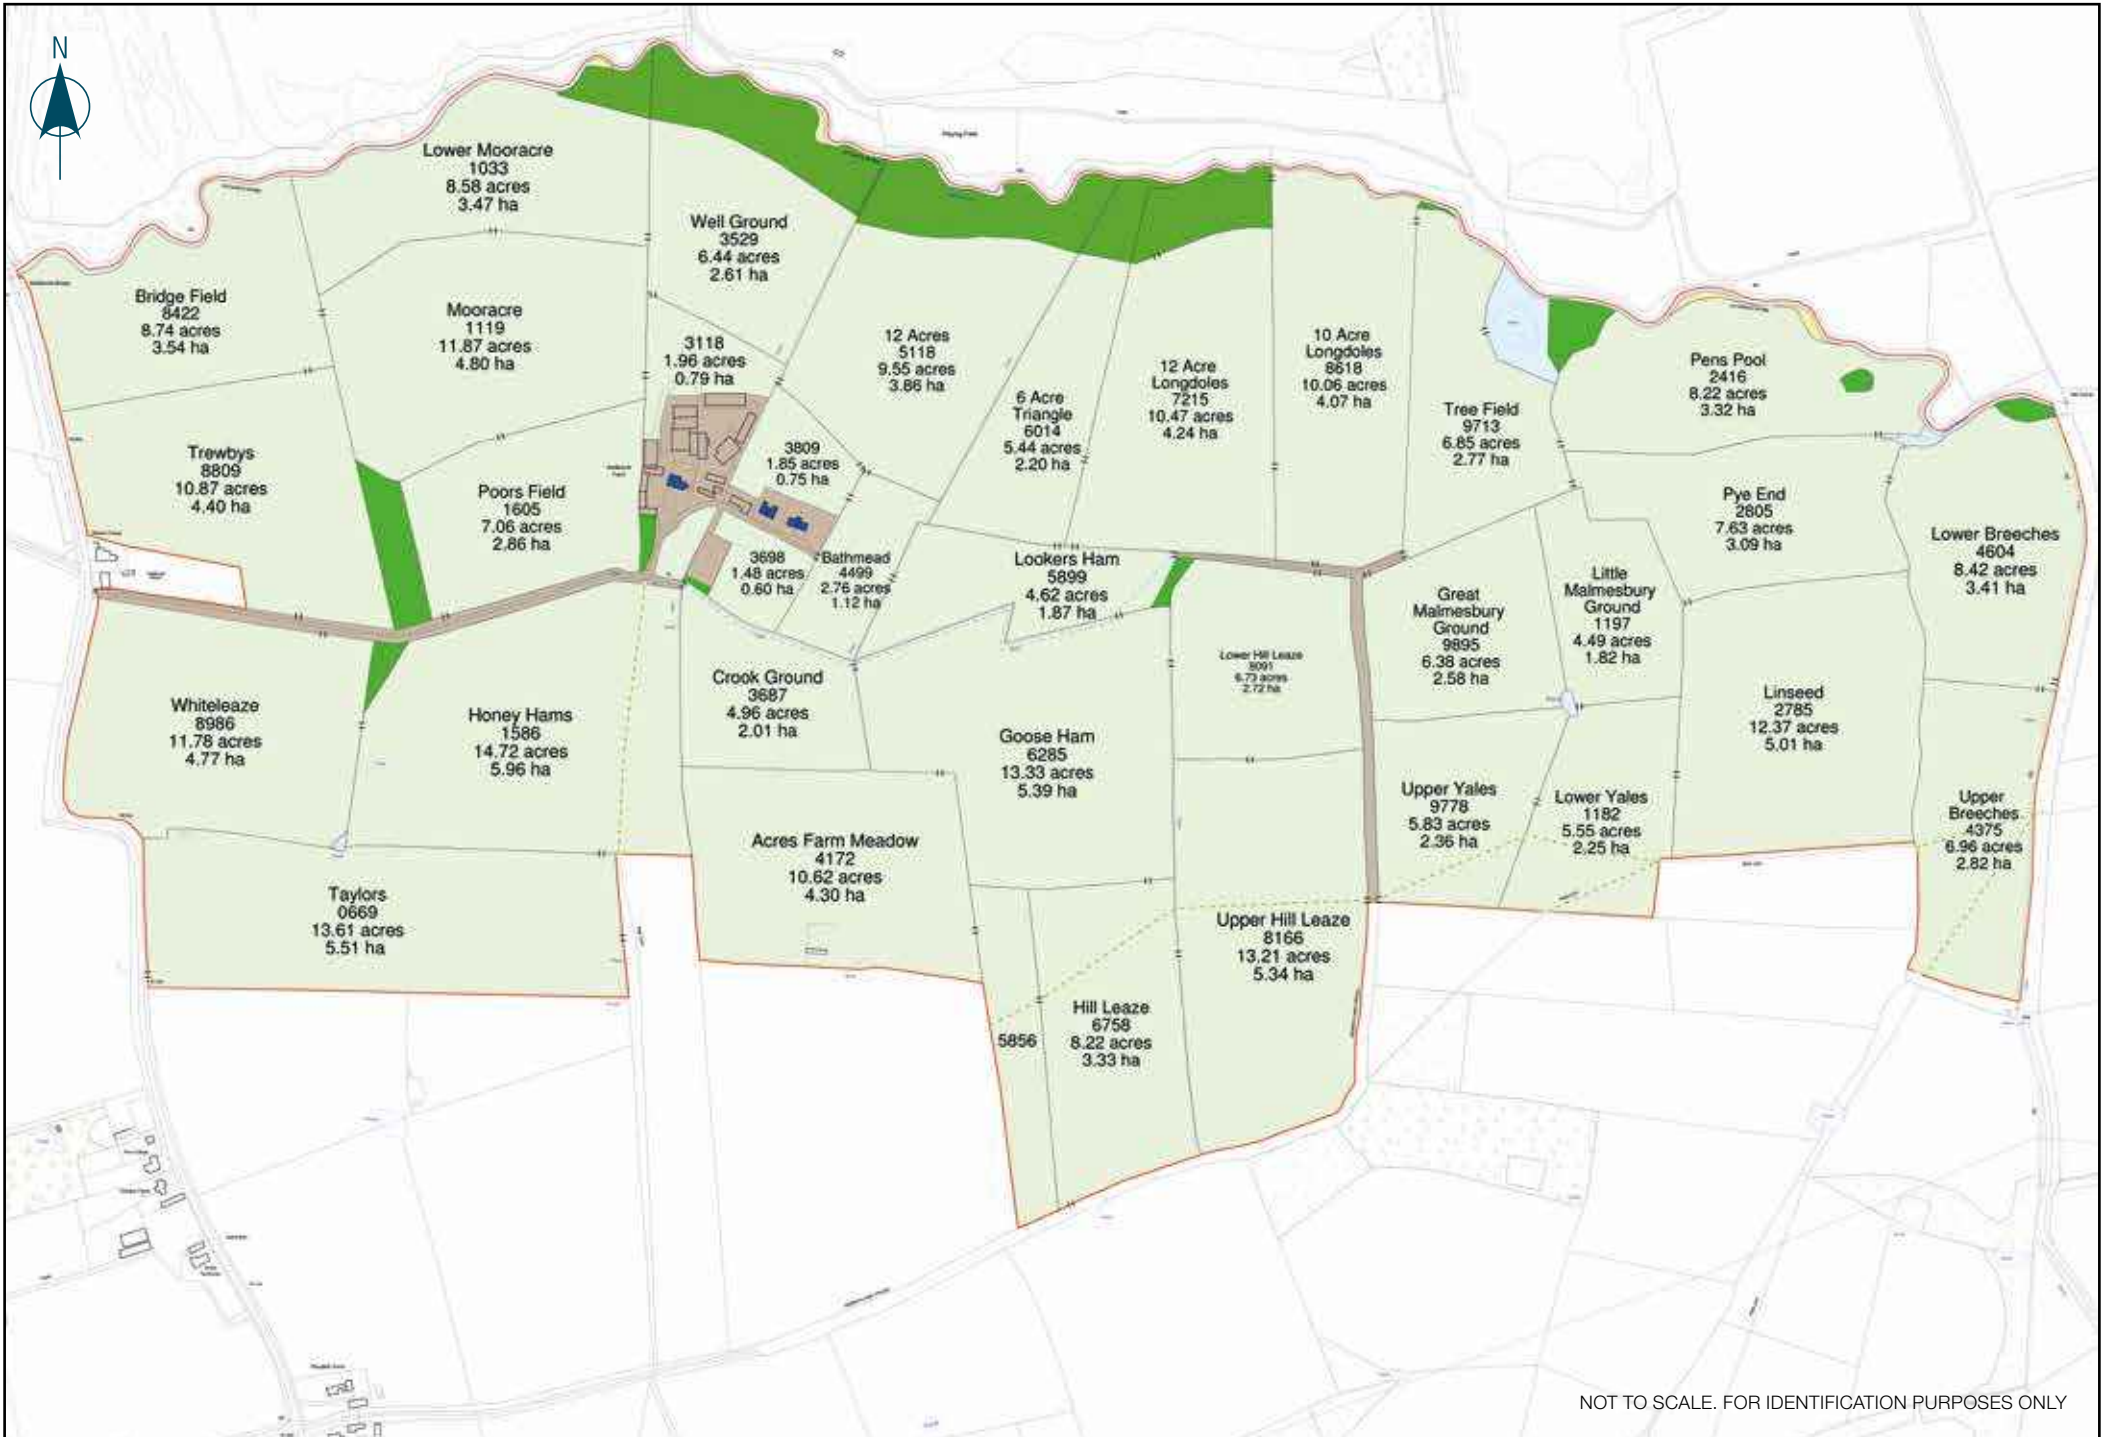 N
Lower Mooracre
1033
8.58 acres
3.47 ha
Well Ground
3529
6.44 acres
2.61 ha
Bridge Field
8422
8.74 acres
3.54 ha
Mooracre
1119
11.87 acres
4.80 ha
3118
1.96 acres
0.79 ha
12 Acres
5118
9.55 acres
3.86 ha
6 Acre
Triangle
6014
5.44 acres
2.20 ha
12 Acre
Longdoles
7215
10.47 acres
4.24 ha
10 Acre
Longdoles
8618
10.06 acres
4.07 ha
Tree Field
9713
6.85 acres
2.77 ha
Pens Pool
2416
8.22 acres
3.32 ha
Trewbys
8809
10.87 acres
4.40 ha
Poors Field
1605
7.06 acres
2.86 ha
3809
1.85 acres
0.75 ha
3698
1.48 acres
0.60 ha
Bathmead
4499
2.76 acres
1.12 ha
Lookers Ham
5899
4.62 acres
1.87 ha
Pye End
2805
7.63 acres
3.09 ha
Lower Breeches
4604
8.42 acres
3.41 ha
Great
Malmesbury
Ground
9895
6.38 acres
2.58 ha
Little
Malmesbury
Ground
1197
4.49 acres
1.82 ha
Whiteleaze
8986
11.78 acres
4.77 ha
Honey Hams
1586
14.72 acres
5.96 ha
Crook Ground
3687
4.96 acres
2.01 ha
Goose Ham
6285
13.33 acres
5.39 ha
Lower Hill Leaze
8091
6.73 acres
2.72 ha
Linseed
2785
12.37 acres
5.01 ha
Upper Yales
9778
5.83 acres
2.36 ha
Lower Yales
1182
5.55 acres
2.25 ha
Upper
Breeches
4375
6.96 acres
2.82 ha
Acres Farm Meadow
4172
10.62 acres
4.30 ha
Taylors
0669
13.61 acres
5.51 ha
Upper Hill Leaze
8166
13.21 acres
5.34 ha
5856
Hill Leaze
6758
8.22 acres
3.33 ha
Playing Field
NOT TO SCALE. FOR IDENTIFICATION PURPOSES ONLY